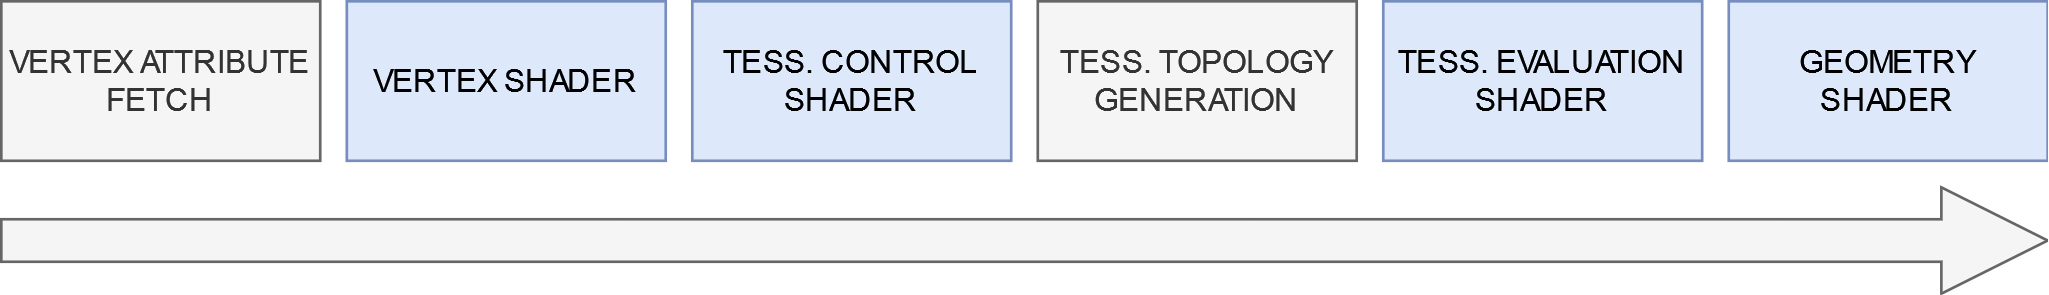 VERTEX ATTRIBUTE
FETCH
VERTEX SHADER
TESS. CONTROL
SHADER
TESS. TOPOLOGY
GENERATION
TESS. EVALUATION
SHADER
GEOMETRY
SHADER